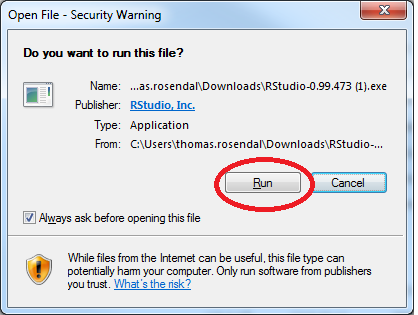 Open File - Security Warning
Do you want to run this file?
Name: ...as.rosendal\Downloads\RStudio-0.99.473 (1).exe
Publisher: RStudio, Inc.
Type: Application
From: C:\Users\thomas.rosendal\Downloads\RStudio-...
Run Cancel
Always ask before opening this file
While files from the Internet can be useful, this file type can
potentially harm your computer. Only run software from publishers
you trust. What's the risk?